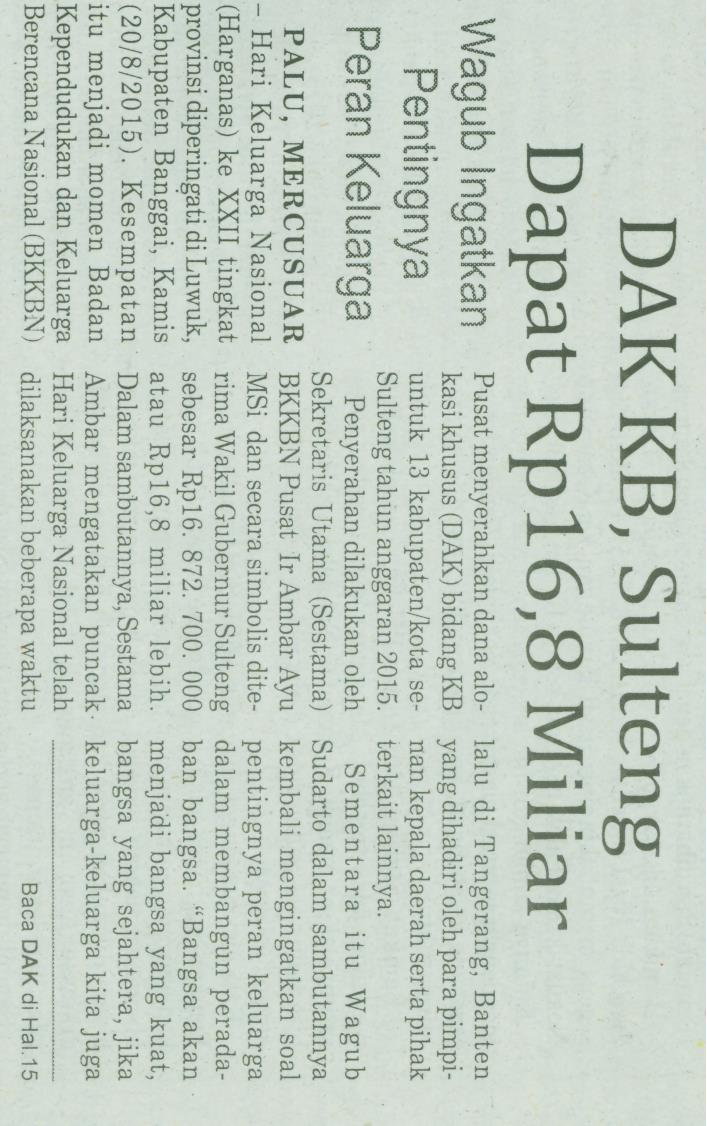 DAK KB, Sulteng
Dapat Rp16,8 Miliar
Wagub Ingatkan
Pentingnya
Peran Keluarga
PALU, MERCUSUAR
– Hari Keluarga Nasional
(Harganas) ke XXII tingkat
provinsi diperingati di Luwuk,
Kabupaten Banggai, Kamis
(20/8/2015). Kesempatan
itu menjadi momen Badan
Kependudukan dan Keluarga
Berencana Nasional (BKKBN)
Pusat menyerahkan dana alo-
kasi khusus (DAK) bidang KB
untuk 13 kabupaten/kota se-
Sulteng tahun anggaran 2015.
Penyerahan dilakukan oleh
Sekretaris Utama (Sestama)
BKKBN Pusat Ir Ambar Ayu
MSi dan secara simbolis dite-
rima Wakil Gubernur Sulteng
sebesar Rp16. 872. 700. 000
atau Rp16,8 miliar lebih.
Dalam sambutannya, Sestama
Ambar mengatakan puncak
Hari Keluarga Nasional telah
dilaksanakan beberapa waktu
lalu di Tangerang, Banten
yang dihadiri oleh para pimpi-
nan kepala daerah serta pihak
terkait lainnya.
Sementara itu Wagub
Sudarto dalam sambutannya
kembali mengingatkan soal
pentingnya peran keluarga
dalam membangun perada-
ban bangsa. “Bangsa akan
menjadi bangsa yang kuat,
bangsa yang sejahtera, jika
keluarga-keluarga kita juga
Baca DAK di Hal.15